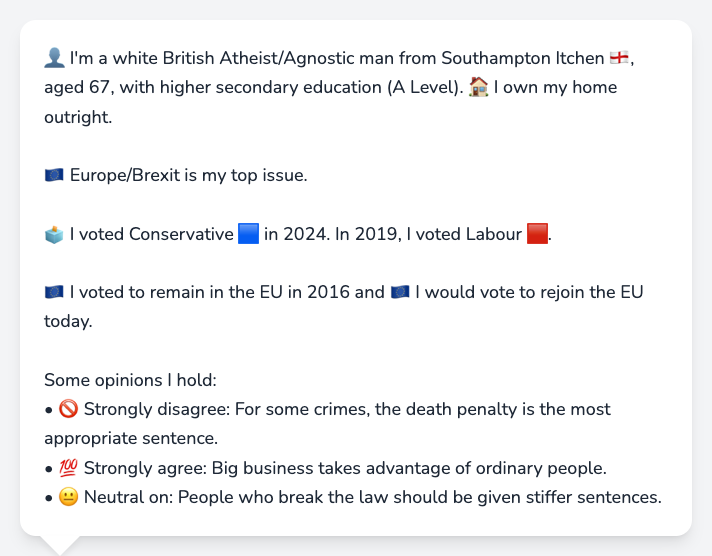 👤 I'm a white British Atheist/Agnostic man from Southampton Itchen 🏴󠁧󠁢󠁥󠁮󠁧󠁿,
aged 67, with higher secondary education (A Level). 🏠 I own my home
outright.
🇪🇺 Europe/Brexit is my top issue.
🗳️ I voted Conservative 🟦 in 2024. In 2019, I voted Labour 🟥.
🇪🇺 I voted to remain in the EU in 2016 and 🇪🇺 I would vote to rejoin the EU
today.
Some opinions I hold:
• 🚫 Strongly disagree: For some crimes, the death penalty is the most
appropriate sentence.
• 💯 Strongly agree: Big business takes advantage of ordinary people.
• 😐 Neutral on: People who break the law should be given stiffer sentences.